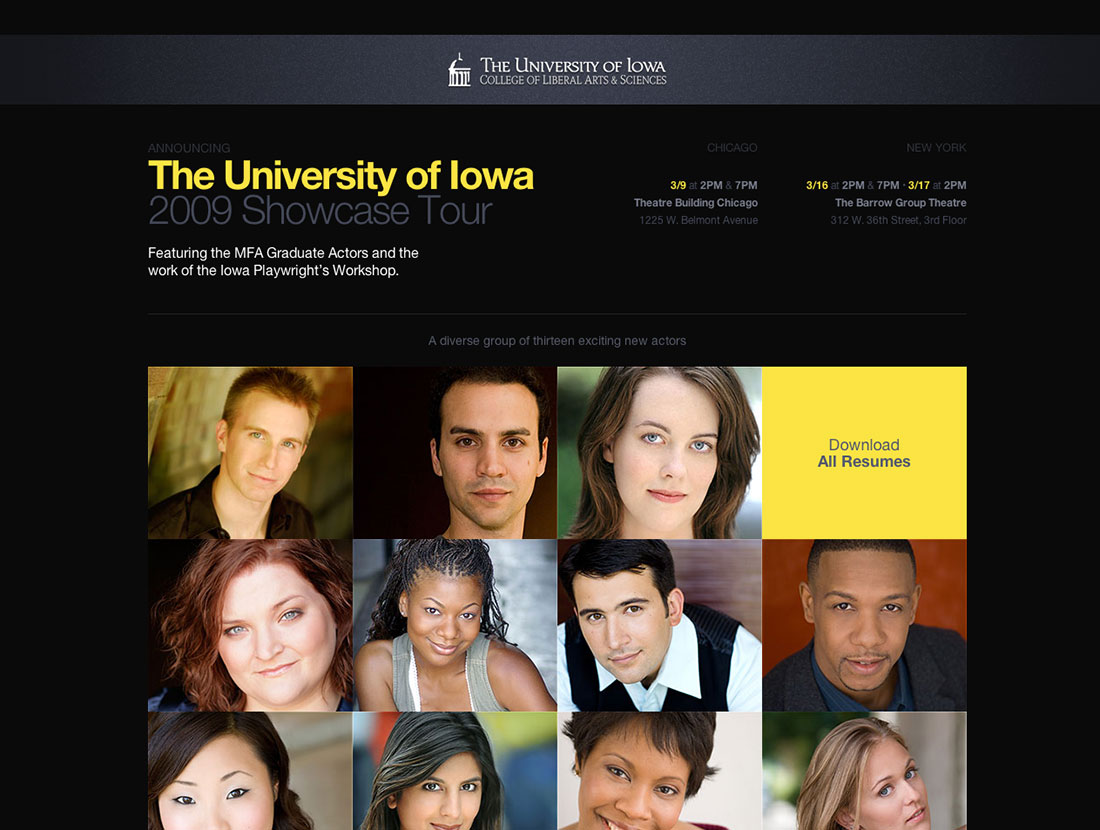 The University of Iowa
College of Liberal Arts & Sciences
ANNOUNCING
The University of Iowa
2009 Showcase Tour
Featuring the MFA Graduate Actors and the
work of the Iowa Playwright's Workshop.
CHICAGO
3/9 at 2PM & 7PM
Theatre Building Chicago
1225 W. Belmont Avenue
NEW YORK
3/16 at 2PM & 7PM · 3/17 at 2PM
The Barrow Group Theatre
312 W. 36th Street, 3rd Floor
A diverse group of thirteen exciting new actors
Download
All Resumes